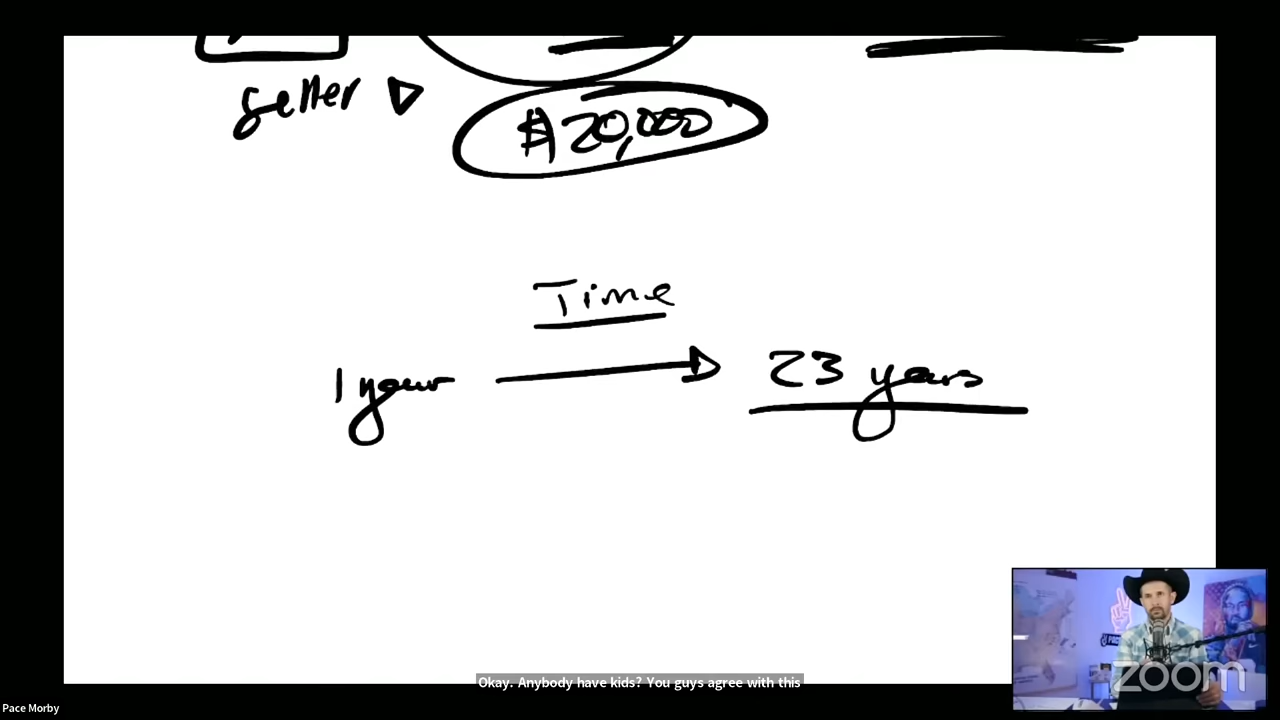 seller
$20,000
Time
1 year
23 years
zoom
Okay. Anybody have kids? You guys agree with this
Pace Morby